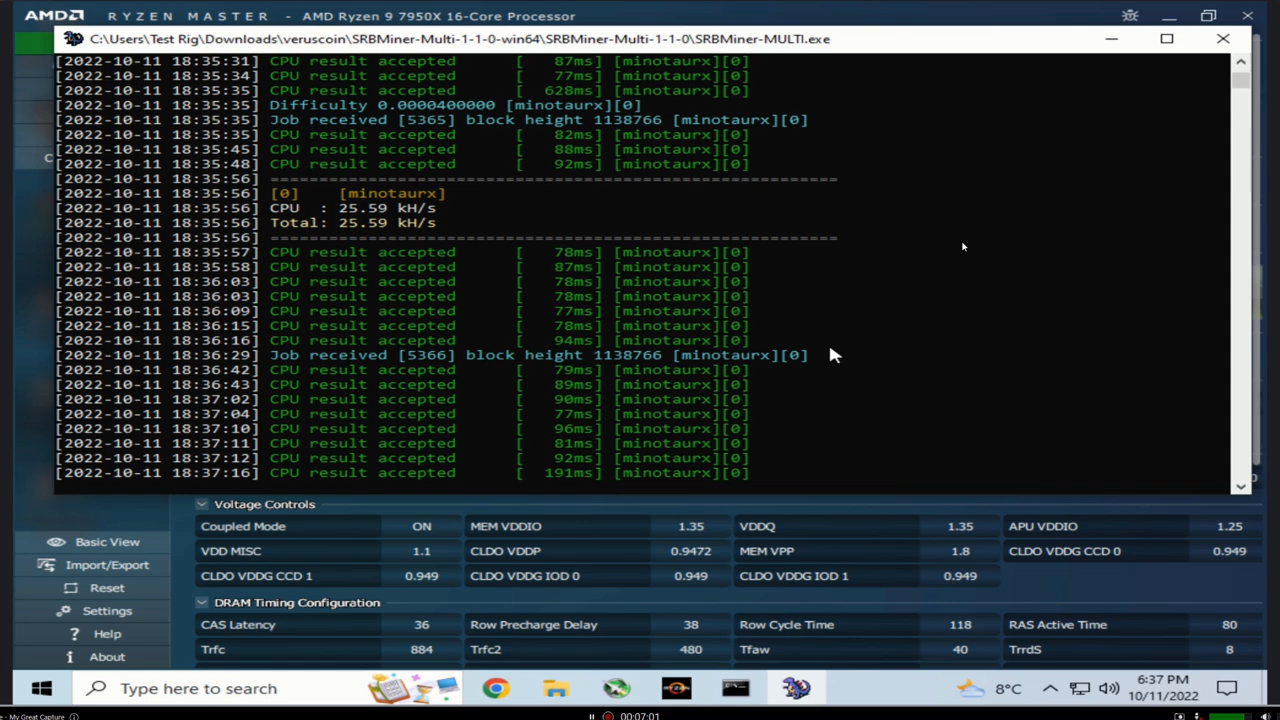 AMD RYZEN MASTER - AMD Ryzen 9 7950X 16-Core Processor
C:\Users\Test Rig\Downloads\veruscoin\SRBMiner-Multi-1-1-0-win64\SRBMiner-Multi-1-1-0\SRBMiner-MULTI.exe
[2022-10-11 18:35:31] CPU result accepted [ 87ms] [minotaurx][0]
[2022-10-11 18:35:34] CPU result accepted [ 77ms] [minotaurx][0]
[2022-10-11 18:35:35] CPU result accepted [ 628ms] [minotaurx][0]
[2022-10-11 18:35:35] Difficulty 0.0000400000 [minotaurx][0]
[2022-10-11 18:35:35] Job received [5365] block height 1138766 [minotaurx][0]
[2022-10-11 18:35:35] CPU result accepted [ 82ms] [minotaurx][0]
[2022-10-11 18:35:45] CPU result accepted [ 88ms] [minotaurx][0]
[2022-10-11 18:35:48] CPU result accepted [ 92ms] [minotaurx][0]
[2022-10-11 18:35:56] ----------------------------------------------------------
[2022-10-11 18:35:56] [0] [minotaurx]
[2022-10-11 18:35:56] CPU : 25.59 kH/s
[2022-10-11 18:35:56] Total: 25.59 kH/s
[2022-10-11 18:35:56] ----------------------------------------------------------
[2022-10-11 18:35:57] CPU result accepted [ 78ms] [minotaurx][0]
[2022-10-11 18:35:58] CPU result accepted [ 87ms] [minotaurx][0]
[2022-10-11 18:36:03] CPU result accepted [ 78ms] [minotaurx][0]
[2022-10-11 18:36:03] CPU result accepted [ 78ms] [minotaurx][0]
[2022-10-11 18:36:09] CPU result accepted [ 77ms] [minotaurx][0]
[2022-10-11 18:36:15] CPU result accepted [ 78ms] [minotaurx][0]
[2022-10-11 18:36:16] CPU result accepted [ 94ms] [minotaurx][0]
[2022-10-11 18:36:29] Job received [5366] block height 1138766 [minotaurx][0]
[2022-10-11 18:36:42] CPU result accepted [ 79ms] [minotaurx][0]
[2022-10-11 18:36:43] CPU result accepted [ 89ms] [minotaurx][0]
[2022-10-11 18:37:02] CPU result accepted [ 90ms] [minotaurx][0]
[2022-10-11 18:37:04] CPU result accepted [ 77ms] [minotaurx][0]
[2022-10-11 18:37:10] CPU result accepted [ 96ms] [minotaurx][0]
[2022-10-11 18:37:11] CPU result accepted [ 81ms] [minotaurx][0]
[2022-10-11 18:37:12] CPU result accepted [ 92ms] [minotaurx][0]
[2022-10-11 18:37:16] CPU result accepted [ 191ms] [minotaurx][0]
Voltage Controls
Coupled Mode ON MEM VDDIO 1.35 VDDQ 1.35 APU VDDIO 1.25
VDD MISC 1.1 CLDO VDDP 0.9472 MEM VPP 1.8 CLDO VDDG CCD 0 0.949
CLDO VDDG CCD 1 0.949 CLDO VDDG IOD 0 0.949 CLDO VDDG IOD 1 0.949
DRAM Timing Configuration
CAS Latency 36 Row Precharge Delay 38 Row Cycle Time 118 RAS Active Time 80
Trfc 884 Trfc2 480 Tfaw 40 TrrdS 8
Basic View
Import/Export
Reset
Settings
Help
About
Type here to search
8°C
6:37 PM
10/11/2022
- My Great Capture
00:07:01